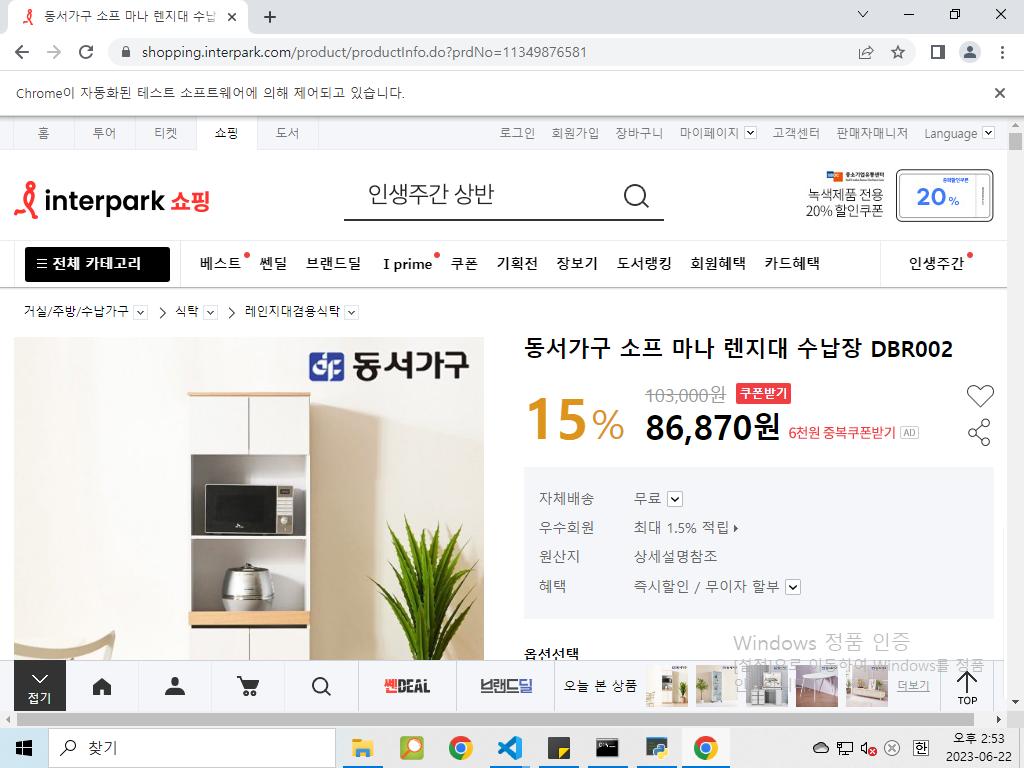 동서가구 소프 마나 렌지대 수납
shopping.interpark.com/product/productInfo.do?prdNo=11349876581
Chrome이 자동화된 테스트 소프트웨어에 의해 제어되고 있습니다.
홈 투어 티켓 쇼핑 도서 로그인 회원가입 장바구니 마이페이지 고객센터 판매자매니저 Language
interpark 쇼핑
인생주간 상반
중소기업유통센터
녹색제품 전용
20% 할인쿠폰
중복할인쿠폰
20%
전체 카테고리 베스트 쎈딜 브랜드딜 I prime 쿠폰 기획전 장보기 도서랭킹 회원혜택 카드혜택 인생주간
거실/주방/수납가구 식탁 레인지대겸용식탁
동서가구
동서가구 소프 마나 렌지대 수납장 DBR002
15%
103,000원 쿠폰받기
86,870원 6천원 중복쿠폰받기 AD
자체배송 무료
우수회원 최대 1.5% 적립
원산지 상세설명참조
혜택 즉시할인 / 무이자 할부
옵션선택
Windows 정품 인증
[설정]으로 이동하여 Windows를 정품
접기
쎈DEAL
브랜드딜
오늘 본 상품
더보기
TOP
찾기
한
오후 2:53
2023-06-22